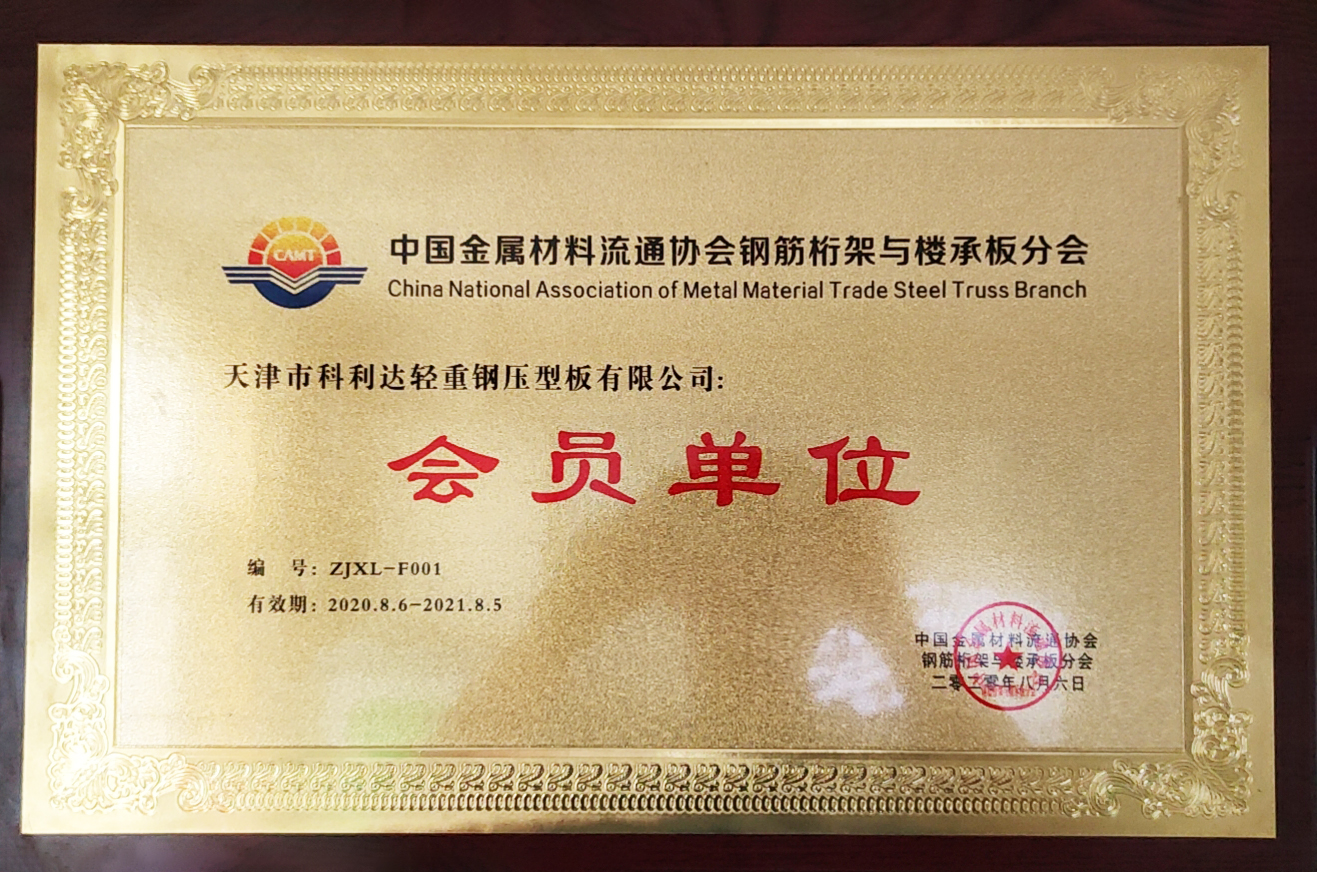 CAMT
中国金属材料流通协会钢筋桁架与楼承板分会
China National Association of Metal Material Trade Steel Truss Branch
天津市科利达轻重钢压型板有限公司:
会员单位
编 号: ZJXL-F001
有效期: 2020.8.6-2021.8.5
中国金属材料流通协会
钢筋桁架与楼承板分会
二零二零年八月六日